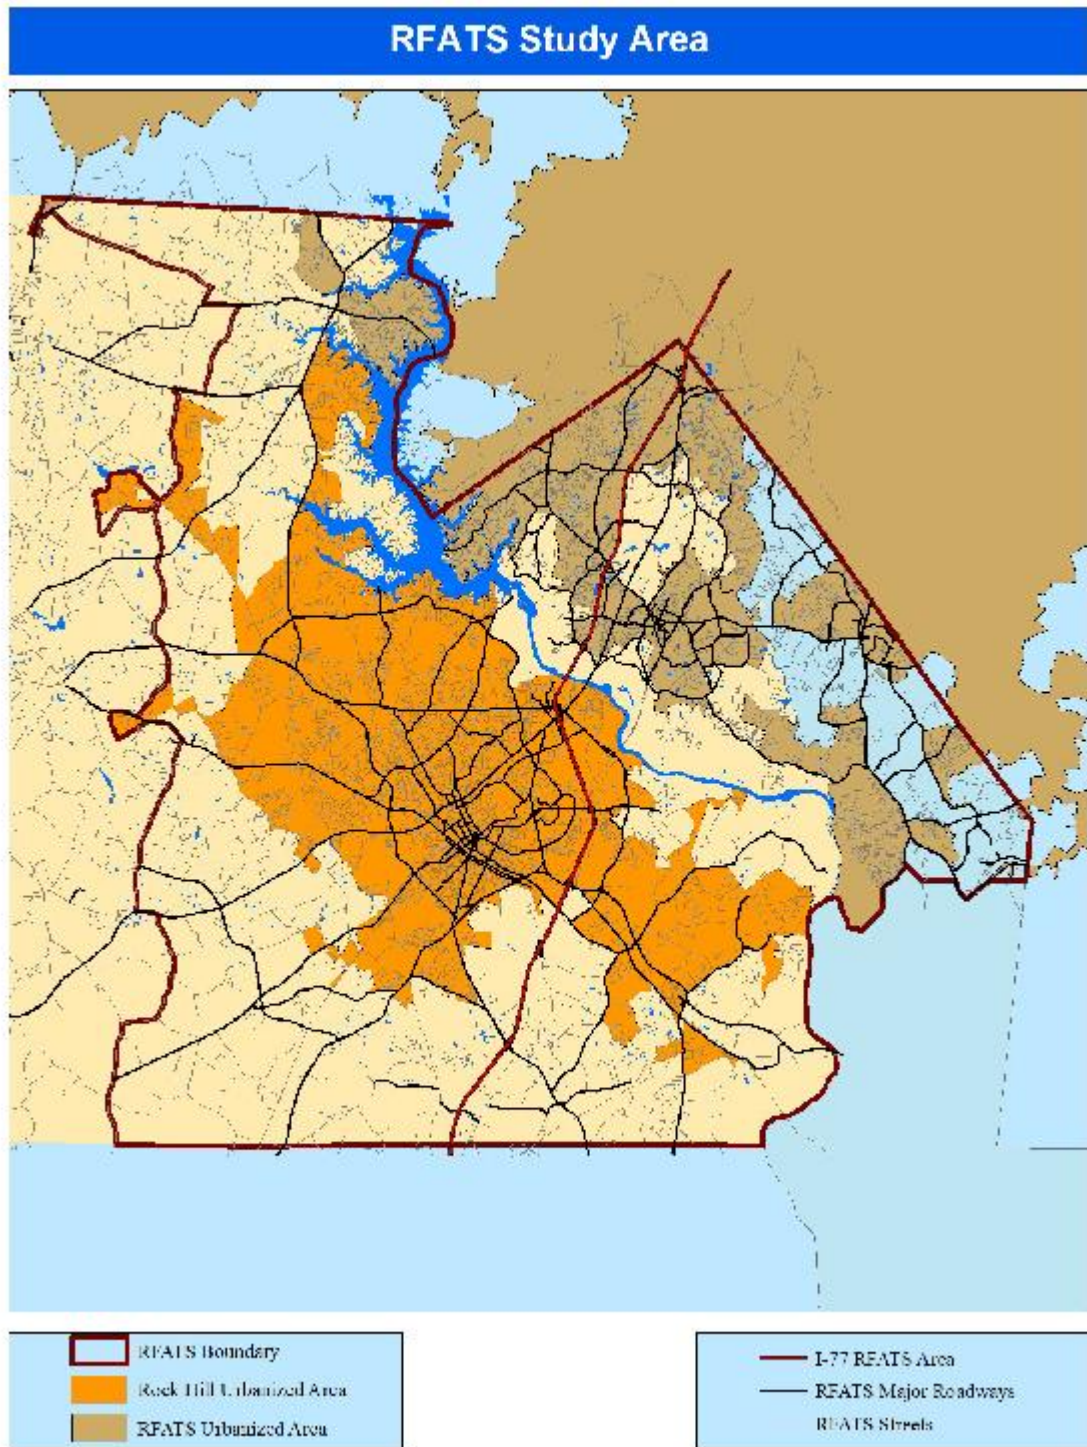 RFATS Study Area
RFATS Boundary
Rock Hill Urbanized Area
RFATS Urbanized Area
I-77 RFATS Area
RFATS Major Roadways
RFATS Streets